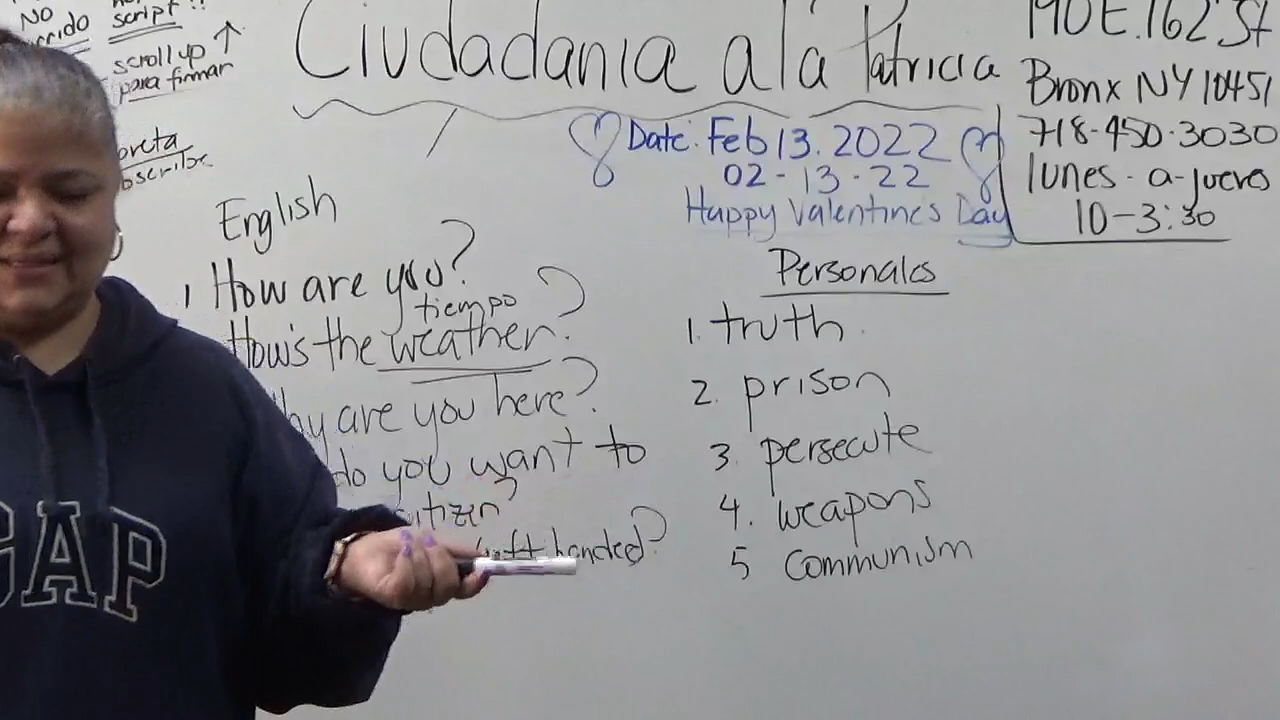 NO
script !!
scroll up ↑
para firmar
Ciudadania a la Patricia
190 E. 162 St
Bronx NY 10451
718-450-3030
lunes - a - jueves
10-3:30
Date: Feb 13. 2022
02-13-22
Happy Valentines Day
English
1 How are you?
tiempo
How's the weather?
are you here?
do you want to
citizen?
handed?
Personales
1. truth
2. prison
3. persecute
4. weapons
5 Communism
GAP